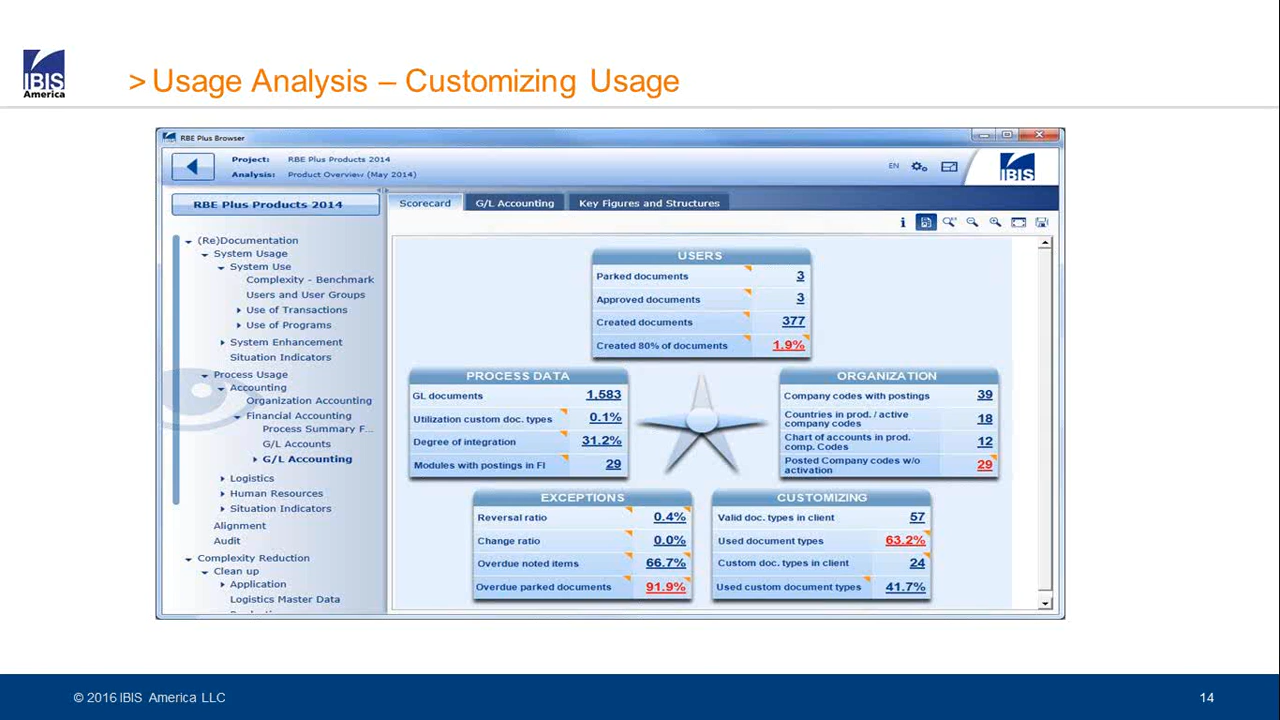 IBIS
America
> Usage Analysis – Customizing Usage
RBE Plus Browser
Project: RBE Plus Products 2014
Analysis: Product Overview (May 2014)
EN
IBIS
RBE Plus Products 2014
Scorecard
G/L Accounting
Key Figures and Structures
(Re)Documentation
System Usage
System Use
Complexity - Benchmark
Users and User Groups
Use of Transactions
Use of Programs
System Enhancement
Situation Indicators
Process Usage
Accounting
Organization Accounting
Financial Accounting
Process Summary F...
G/L Accounts
G/L Accounting
Logistics
Human Resources
Situation Indicators
Alignment
Audit
Complexity Reduction
Clean up
Application
Logistics Master Data
USERS
Parked documents 3
Approved documents 3
Created documents 377
Created 80% of documents 1.9%
PROCESS DATA
GL documents 1,583
Utilization custom doc. types 0.1%
Degree of integration 31.2%
Modules with postings in FI 29
ORGANIZATION
Company codes with postings 39
Countries in prod. / active
company codes 18
Chart of accounts in prod.
comp. Codes 12
Posted Company codes w/o
activation 29
EXCEPTIONS
Reversal ratio 0.4%
Change ratio 0.0%
Overdue noted items 66.7%
Overdue parked documents 91.9%
CUSTOMIZING
Valid doc. types in client 57
Used document types 63.2%
Custom doc. types in client 24
Used custom document types 41.7%
© 2016 IBIS America LLC
14